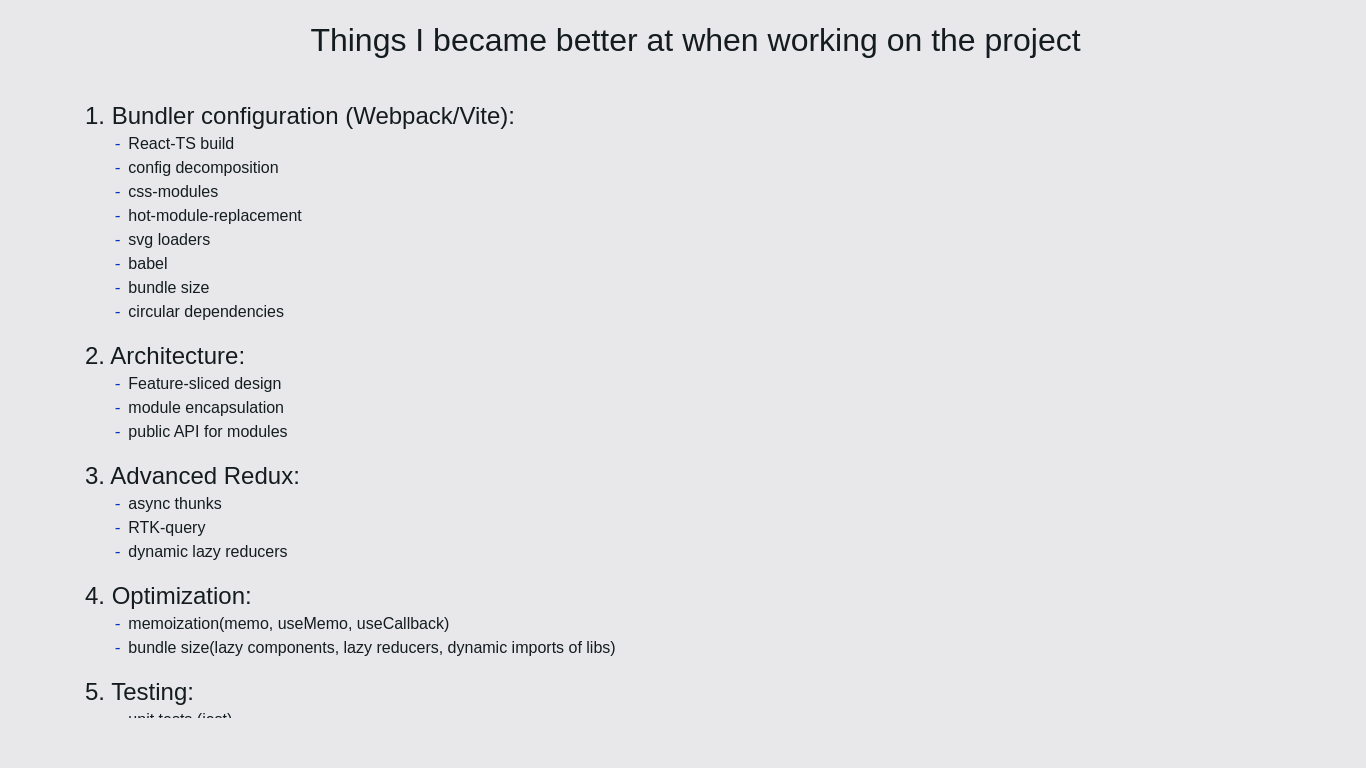 Things I became better at when working on the project
1. Bundler configuration (Webpack/Vite):
- React-TS build
- config decomposition
- css-modules
- hot-module-replacement
- svg loaders
- babel
- bundle size
- circular dependencies
2. Architecture:
- Feature-sliced design
- module encapsulation
- public API for modules
3. Advanced Redux:
- async thunks
- RTK-query
- dynamic lazy reducers
4. Optimization:
- memoization(memo, useMemo, useCallback)
- bundle size(lazy components, lazy reducers, dynamic imports of libs)
5. Testing:
unit tests (jest)